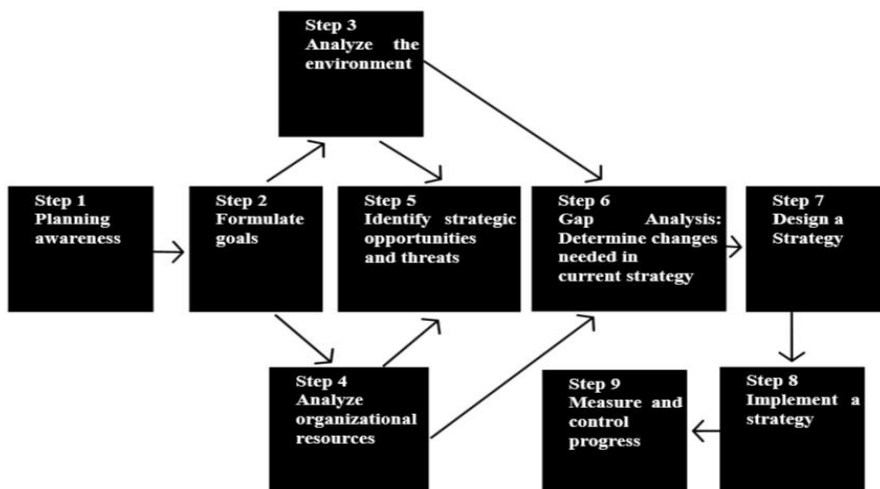 Step 3
Analyze the
environment
Step 1
Planning
awareness
Step 2
Formulate
goals
Step 5
Identify strategic
opportunities
and threats
Step 6
Gap Analysis:
Determine changes
needed in
current strategy
Step 7
Design a
Strategy
Step 4
Analyze
organizational
resources
Step 9
Measure and
control
progress
Step 8
Implement a
strategy